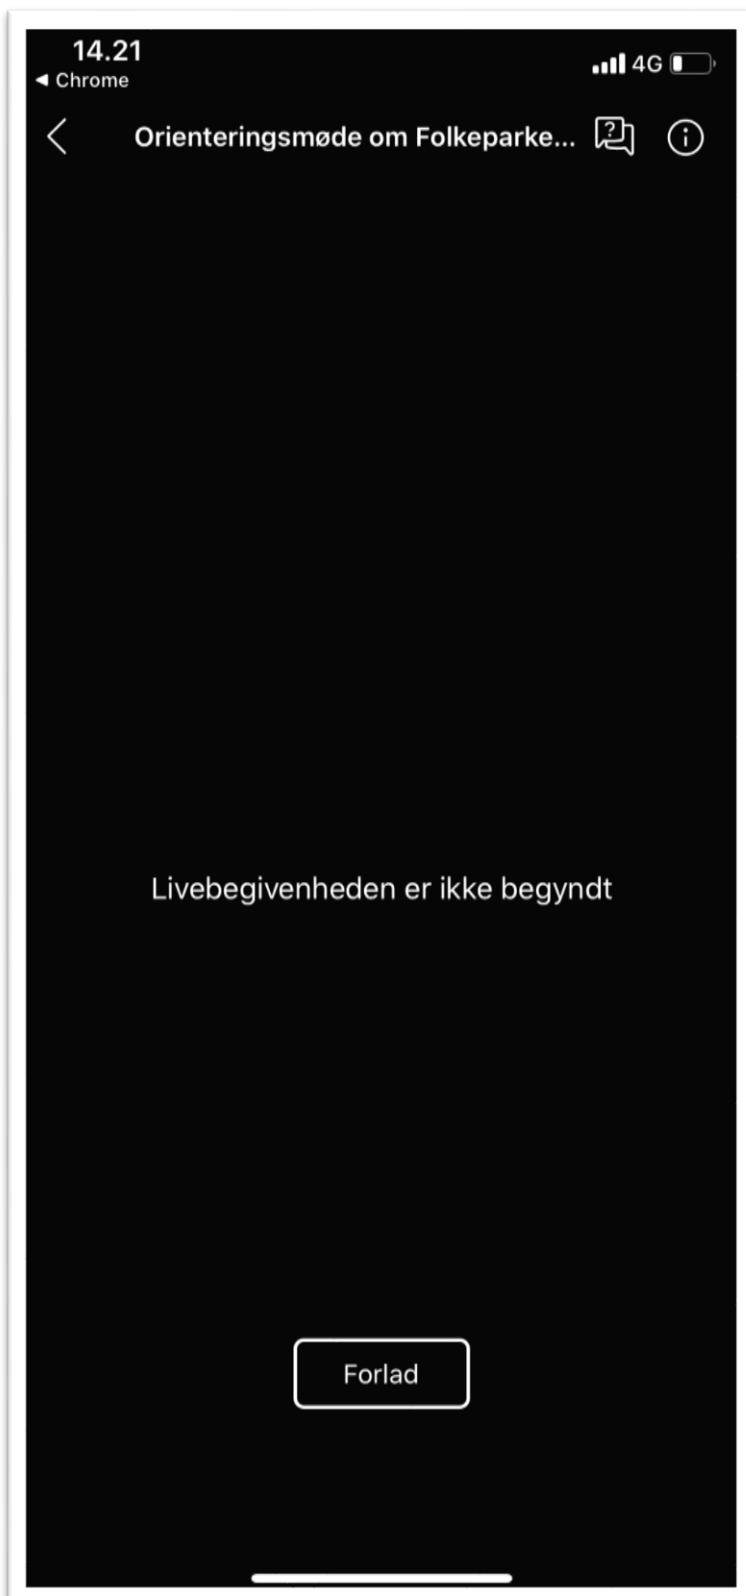 14.21
4G
◀ Chrome
Orienteringsmøde om Folkeparke...
Livebegivenheden er ikke begyndt
Forlad